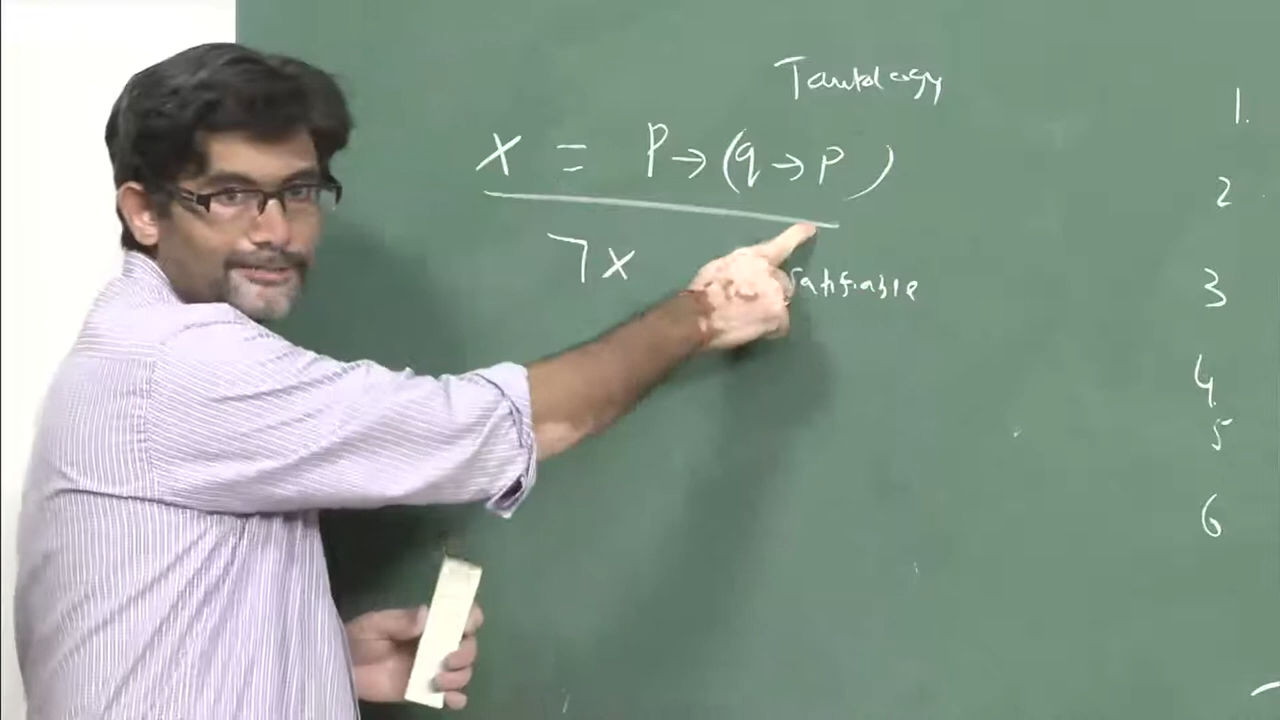 Tautology
X = P → (q → P)
¬X
satisfiable
1.
2.
3
4
5
6